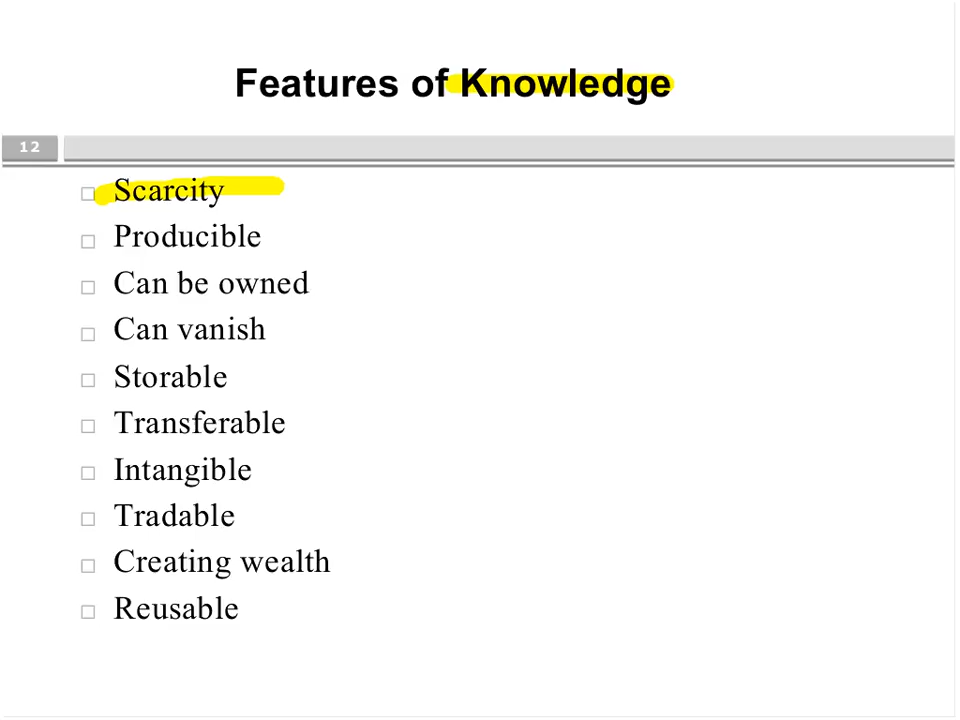 Features of Knowledge
12
Scarcity
Producible
Can be owned
Can vanish
Storable
Transferable
Intangible
Tradable
Creating wealth
Reusable